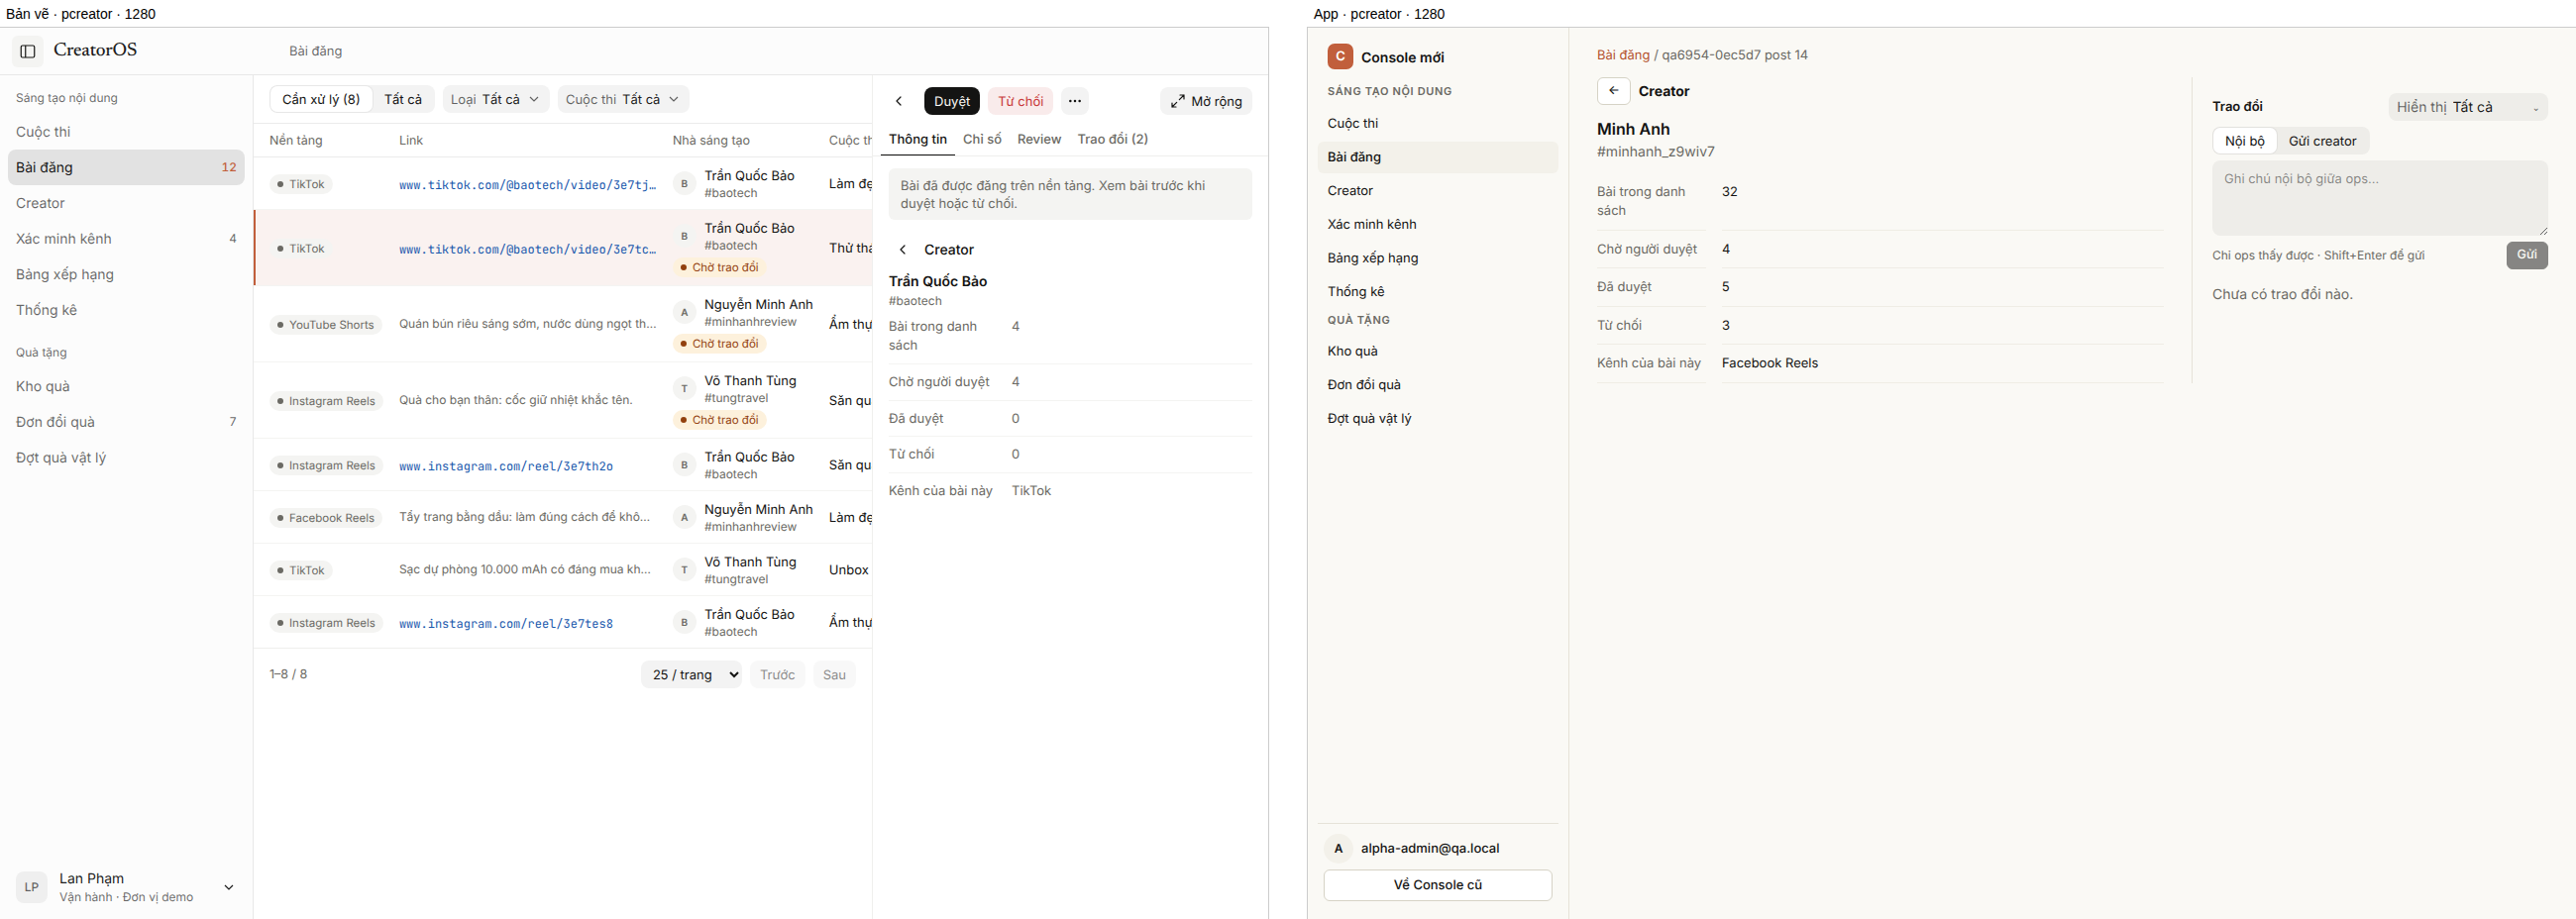 Bản vẽ · pcreator · 1280
CreatorOS
Bài đăng
Sáng tạo nội dung
Cuộc thi
Bài đăng 12
Creator
Xác minh kênh 4
Bảng xếp hạng
Thống kê
Quà tặng
Kho quà
Đơn đổi quà 7
Đợt quà vật lý
LP
Lan Phạm
Vận hành · Đơn vị demo
Cần xử lý (8) Tất cả Loại Tất cả Cuộc thi Tất cả
Nền tảng Link Nhà sáng tạo Cuộc th
TikTok www.tiktok.com/@baotech/video/3e7tj… B Trần Quốc Bảo Làm đẹ
#baotech
TikTok www.tiktok.com/@baotech/video/3e7tc… B Trần Quốc Bảo Thử thá
#baotech
Chờ trao đổi
YouTube Shorts Quán bún riêu sáng sớm, nước dùng ngọt th… A Nguyễn Minh Anh Ẩm thự
#minhanhreview
Chờ trao đổi
Instagram Reels Quà cho bạn thân: cốc giữ nhiệt khắc tên. T Võ Thanh Tùng Săn qu
#tungtravel
Chờ trao đổi
Instagram Reels www.instagram.com/reel/3e7th2o B Trần Quốc Bảo Săn qu
#baotech
Facebook Reels Tẩy trang bằng dầu: làm đúng cách để khô… A Nguyễn Minh Anh Làm đẹ
#minhanhreview
TikTok Sạc dự phòng 10.000 mAh có đáng mua kh… T Võ Thanh Tùng Unbox
#tungtravel
Instagram Reels www.instagram.com/reel/3e7tes8 B Trần Quốc Bảo Ẩm thự
#baotech
1–8 / 8 25 / trang Trước Sau
Duyệt Từ chối ··· Mở rộng
Thông tin Chỉ số Review Trao đổi (2)
Bài đã được đăng trên nền tảng. Xem bài trước khi
duyệt hoặc từ chối.
Creator
Trần Quốc Bảo
#baotech
Bài trong danh sách 4
Chờ người duyệt 4
Đã duyệt 0
Từ chối 0
Kênh của bài này TikTok
App · pcreator · 1280
C Console mới
SÁNG TẠO NỘI DUNG
Cuộc thi
Bài đăng
Creator
Xác minh kênh
Bảng xếp hạng
Thống kê
QUÀ TẶNG
Kho quà
Đơn đổi quà
Đợt quà vật lý
A alpha-admin@qa.local
Về Console cũ
Bài đăng / qa6954-0ec5d7 post 14
Creator
Minh Anh
#minhanh_z9wiv7
Bài trong danh sách 32
Chờ người duyệt 4
Đã duyệt 5
Từ chối 3
Kênh của bài này Facebook Reels
Trao đổi Hiển thị Tất cả
Nội bộ Gửi creator
Ghi chú nội bộ giữa ops...
Chỉ ops thấy được · Shift+Enter để gửi Gửi
Chưa có trao đổi nào.